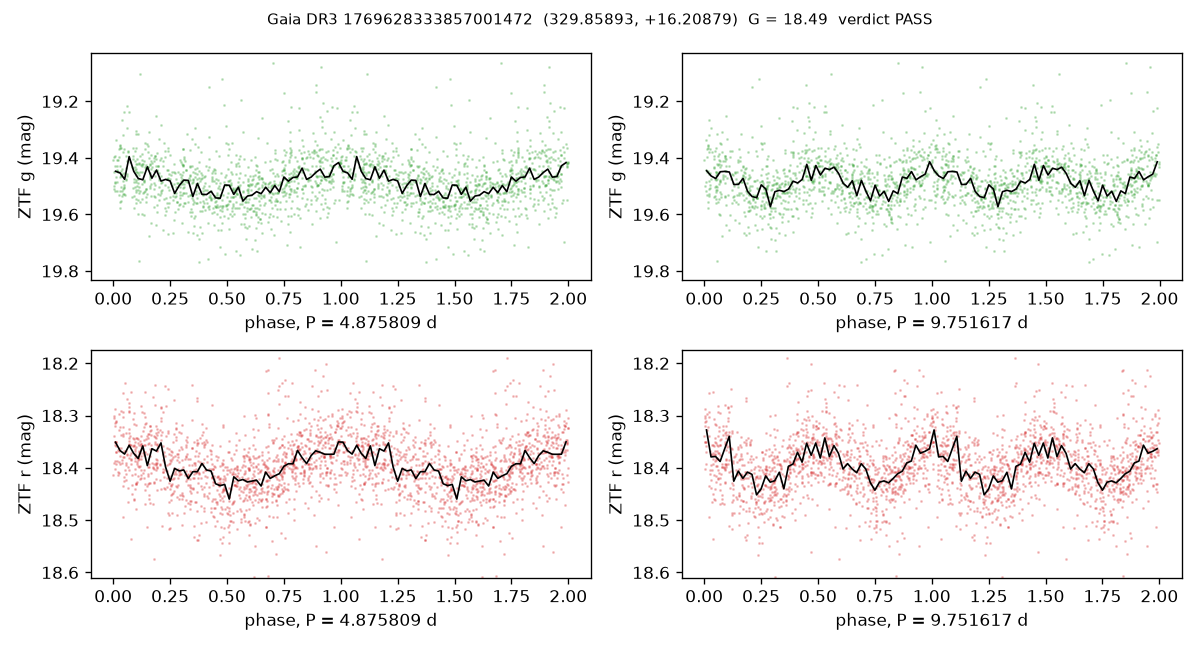 Gaia DR3 1769628333857001472  (329.85893, +16.20879)  G = 18.49  verdict PASS
ZTF g (mag)
19.2
19.4
19.6
19.8
0.00 0.25 0.50 0.75 1.00 1.25 1.50 1.75 2.00
phase, P = 4.875809 d
ZTF g (mag)
19.2
19.4
19.6
19.8
0.00 0.25 0.50 0.75 1.00 1.25 1.50 1.75 2.00
phase, P = 9.751617 d
ZTF r (mag)
18.2
18.3
18.4
18.5
18.6
0.00 0.25 0.50 0.75 1.00 1.25 1.50 1.75 2.00
phase, P = 4.875809 d
ZTF r (mag)
18.2
18.3
18.4
18.5
18.6
0.00 0.25 0.50 0.75 1.00 1.25 1.50 1.75 2.00
phase, P = 9.751617 d